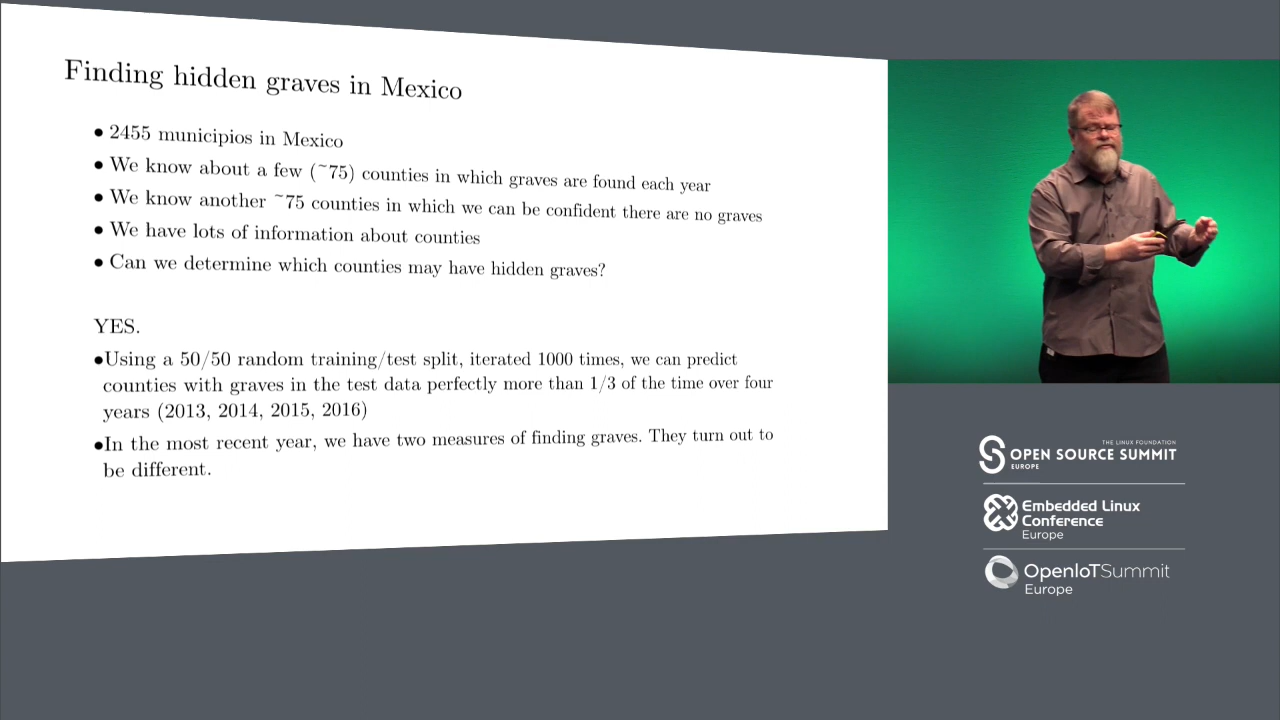 Finding hidden graves in Mexico
● 2455 municipios in Mexico
● We know about a few (~75) counties in which graves are found each year
● We know another ~75 counties in which we can be confident there are no graves
● We have lots of information about counties
● Can we determine which counties may have hidden graves?
YES.
●Using a 50/50 random training/test split, iterated 1000 times, we can predict
counties with graves in the test data perfectly more than 1/3 of the time over four
years (2013, 2014, 2015, 2016)
●In the most recent year, we have two measures of finding graves. They turn out to
be different.
THE LINUX FOUNDATION
OPEN SOURCE SUMMIT
EUROPE
Embedded Linux
Conference
Europe
OpenIoTSummit
Europe